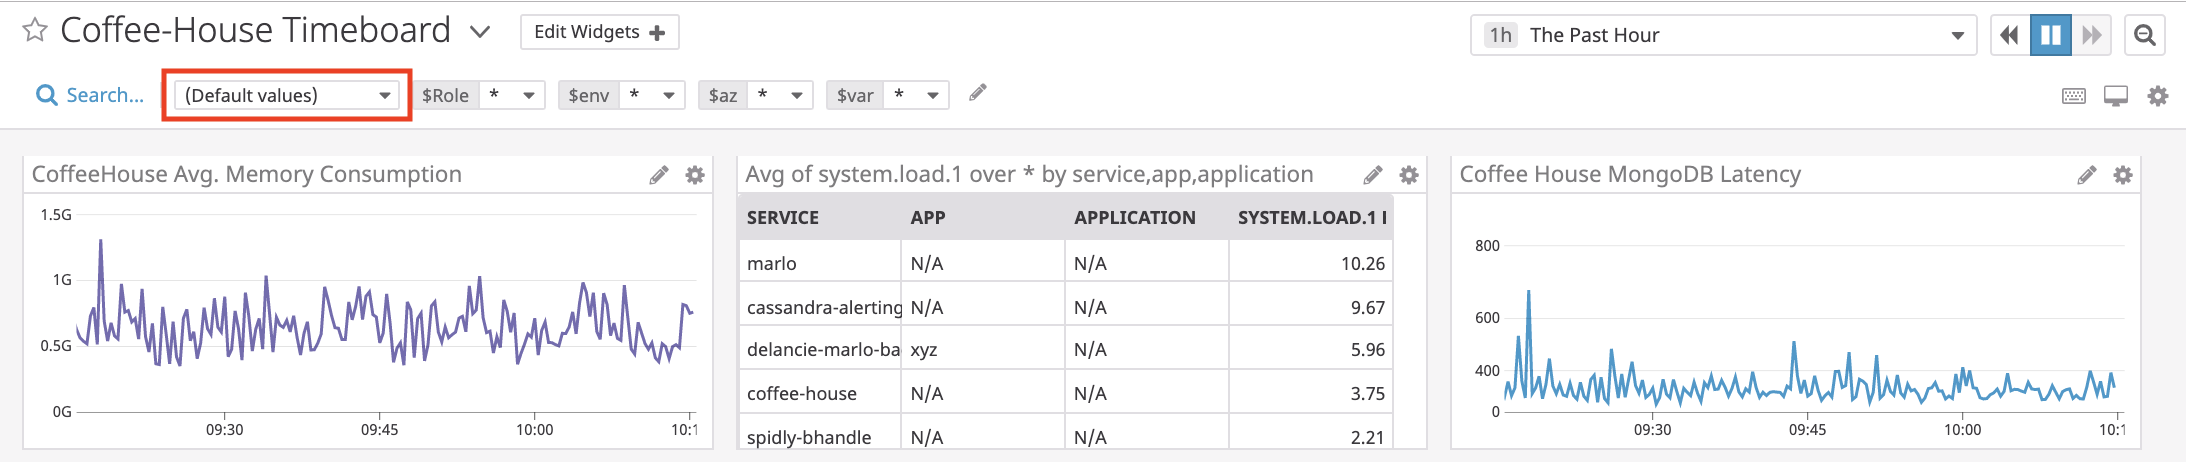 Coffee-House Timeboard Edit Widgets + 1h The Past Hour
Search... (Default values) $Role * $env * $az * $var *
CoffeeHouse Avg. Memory Consumption
1.5G
1G
0.5G
0G
09:30 09:45 10:00 10:1
Avg of system.load.1 over * by service,app,application
SERVICE APP APPLICATION SYSTEM.LOAD.1
marlo N/A N/A 10.26
cassandra-alerting N/A N/A 9.67
delancie-marlo-ba xyz N/A 5.96
coffee-house N/A N/A 3.75
spidly-bhandle N/A N/A 2.21
Coffee House MongoDB Latency
800
600
400
0
09:30 09:45 10:00 10:1